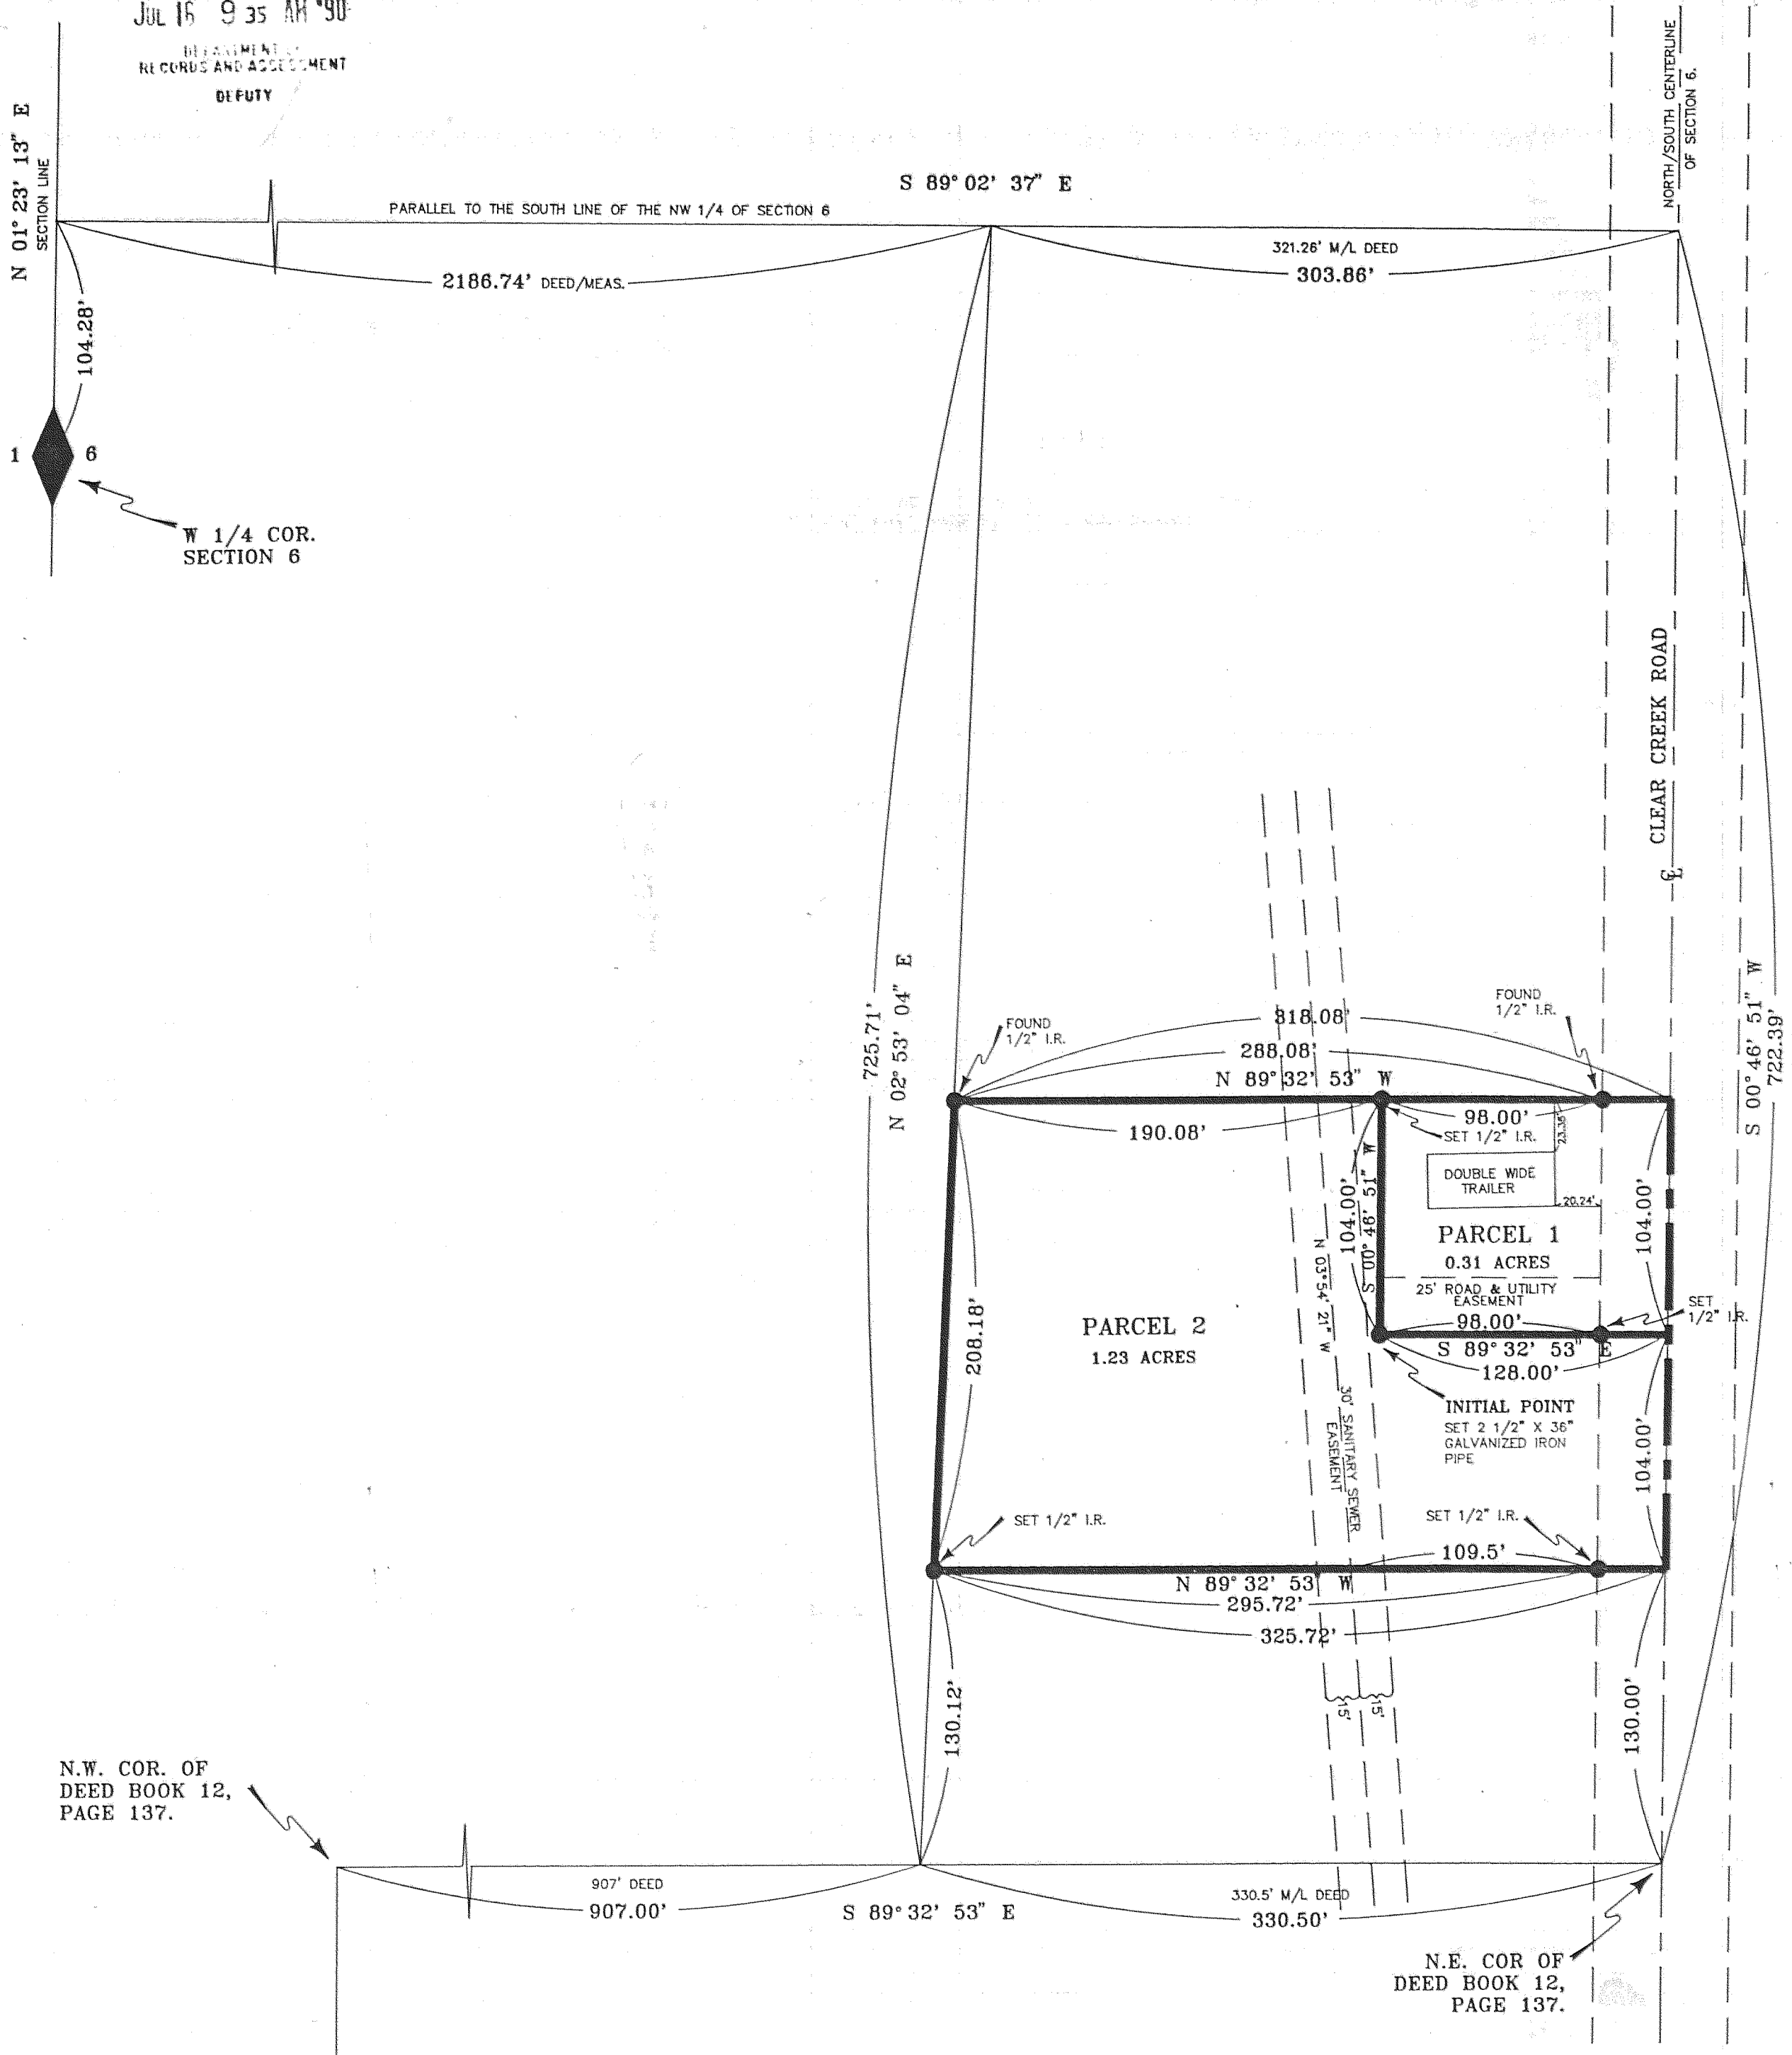 JUL 16 9 35 AM '90
DEPARTMENT OF
RECORDS AND ASSESSMENT
DEPUTY
N 01° 23' 13" E
SECTION LINE
NORTH/SOUTH CENTERLINE
OF SECTION 6.
S 89° 02' 37" E
PARALLEL TO THE SOUTH LINE OF THE NW 1/4 OF SECTION 6
321.26' M/L DEED
303.86'
2186.74' DEED/MEAS.
104.28'
1 6
W 1/4 COR.
SECTION 6
CLEAR CREEK ROAD
℄
725.71'
N 02° 53' 04" E
S 00° 46' 51" W
722.39'
FOUND
1/2" I.R.
FOUND
1/2" I.R.
318.08'
288.08'
N 89° 32' 53" W
190.08'
98.00'
SET 1/2" I.R.
23.38'
DOUBLE WIDE
TRAILER
20.24'
104.00'
S 00° 46' 51" W
104.00'
PARCEL 1
0.31 ACRES
25' ROAD & UTILITY
EASEMENT
98.00'
SET
1/2" I.R.
S 89° 32' 53" E
128.00'
N 03° 54' 21" W
208.18'
PARCEL 2
1.23 ACRES
INITIAL POINT
SET 2 1/2" X 36"
GALVANIZED IRON
PIPE
30' SANITARY SEWER
EASEMENT
104.00'
SET 1/2" I.R.
SET 1/2" I.R.
109.5'
N 89° 32' 53" W
295.72'
325.72'
130.12'
15' 15'
130.00'
N.W. COR. OF
DEED BOOK 12,
PAGE 137.
907' DEED
907.00'
S 89° 32' 53" E
330.5' M/L DEED
330.50'
N.E. COR OF
DEED BOOK 12,
PAGE 137.